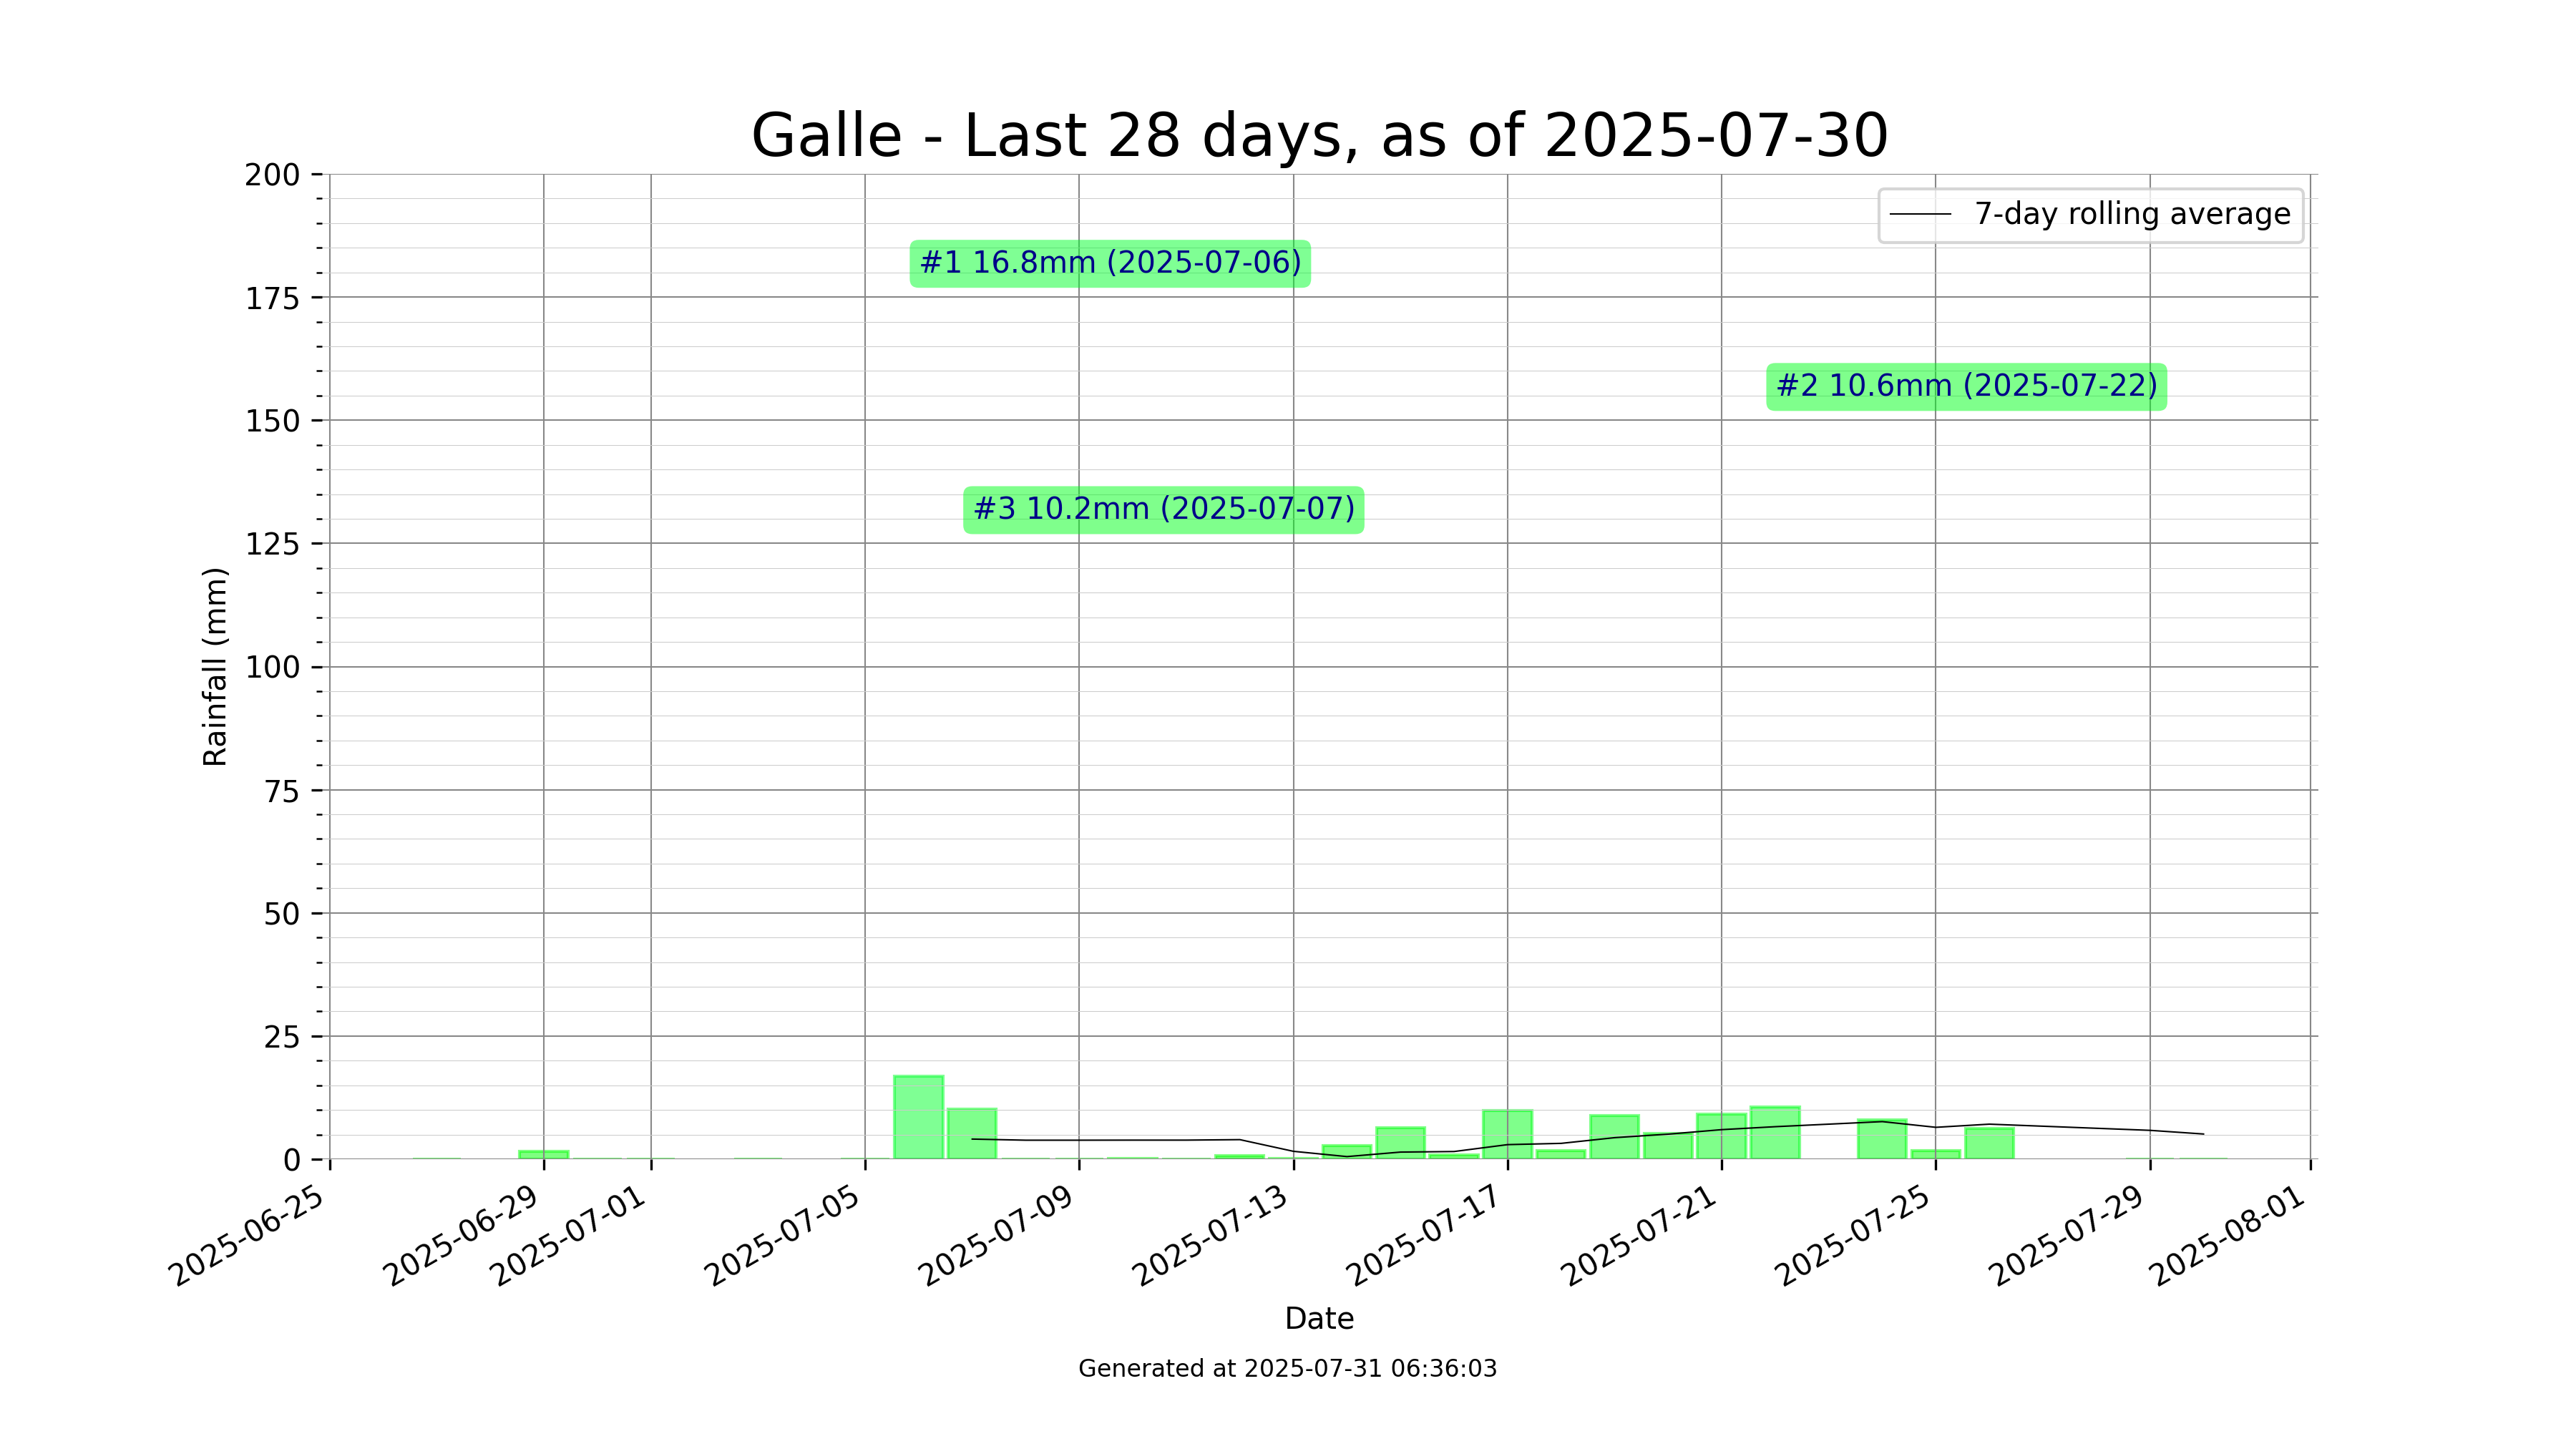 Galle - Last 28 days, as of 2025-07-30
200
175
150
125
100
75
50
25
0
Rainfall (mm)
7-day rolling average
#1 16.8mm (2025-07-06)
#2 10.6mm (2025-07-22)
#3 10.2mm (2025-07-07)
2025-06-25
2025-06-29
2025-07-01
2025-07-05
2025-07-09
2025-07-13
2025-07-17
2025-07-21
2025-07-25
2025-07-29
2025-08-01
Date
Generated at 2025-07-31 06:36:03